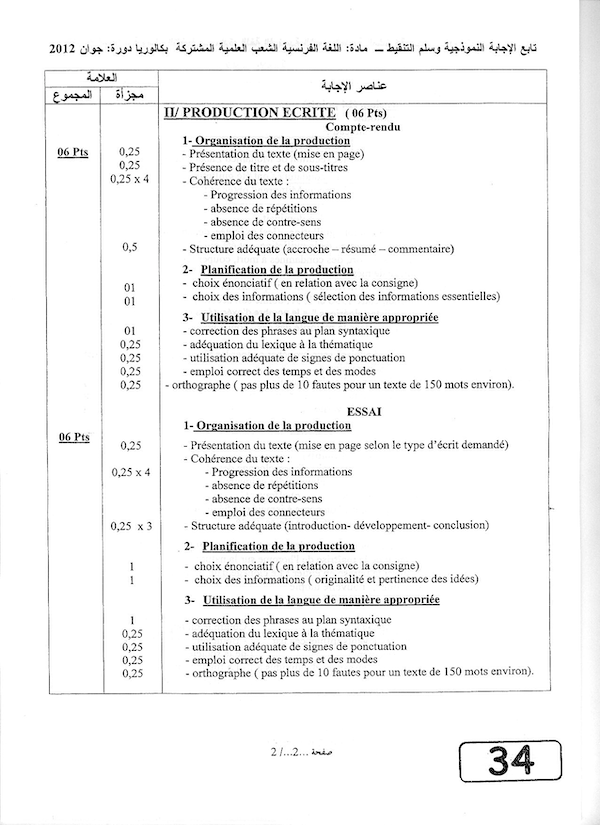 تابع الإجابة النموذجية وسلم التنقيط ــ مادة: اللغة الفرنسية الشعب العلمية المشتركة بكالوريا دورة: جوان 2012
العلامة
عناصر الإجابة
المجموع
مجزأة
II/ PRODUCTION ECRITE ( 06 Pts)
Compte-rendu
1- Organisation de la production
06 Pts 0,25 - Présentation du texte (mise en page)
0,25 - Présence de titre et de sous-titres
0,25 x 4 - Cohérence du texte :
- Progression des informations
- absence de répétitions
- absence de contre-sens
- emploi des connecteurs
0,5 - Structure adéquate (accroche – résumé – commentaire)
2- Planification de la production
01 - choix énonciatif ( en relation avec la consigne)
01 - choix des informations ( sélection des informations essentielles)
3- Utilisation de la langue de manière appropriée
01 - correction des phrases au plan syntaxique
0,25 - adéquation du lexique à la thématique
0,25 - utilisation adéquate de signes de ponctuation
0,25 - emploi correct des temps et des modes
0,25 - orthographe ( pas plus de 10 fautes pour un texte de 150 mots environ).
ESSAI
1- Organisation de la production
06 Pts
0,25 - Présentation du texte (mise en page selon le type d'écrit demandé)
- Cohérence du texte :
0,25 x 4 - Progression des informations
- absence de répétitions
- absence de contre-sens
- emploi des connecteurs
0,25 x 3 - Structure adéquate (introduction- développement- conclusion)
2- Planification de la production
1 - choix énonciatif ( en relation avec la consigne)
1 - choix des informations ( originalité et pertinence des idées)
3- Utilisation de la langue de manière appropriée
1 - correction des phrases au plan syntaxique
0,25 - adéquation du lexique à la thématique
0,25 - utilisation adéquate de signes de ponctuation
0,25 - emploi correct des temps et des modes
0,25 - orthographe ( pas plus de 10 fautes pour un texte de 150 mots environ).
صفحة ...2.../ 2
34